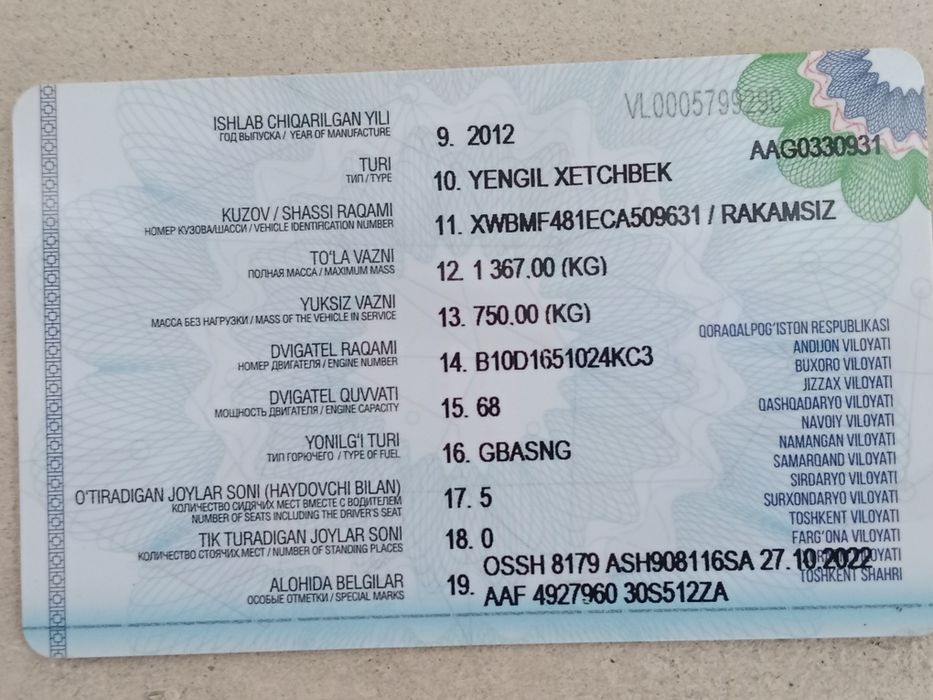 VL0005799290
AAG0330931
ISHLAB CHIQARILGAN YILI
ГОД ВЫПУСКА / YEAR OF MANUFACTURE
9. 2012
TURI
ТИП / TYPE
10. YENGIL XETCHBEK
KUZOV / SHASSI RAQAMI
НОМЕР КУЗОВА/ШАССИ / VEHICLE IDENTIFICATION NUMBER
11. XWBMF481ECA509631 / RAKAMSIZ
TO'LA VAZNI
ПОЛНАЯ МАССА / MAXIMUM MASS
12. 1 367.00 (KG)
YUKSIZ VAZNI
МАССА БЕЗ НАГРУЗКИ / MASS OF THE VEHICLE IN SERVICE
13. 750.00 (KG)
DVIGATEL RAQAMI
НОМЕР ДВИГАТЕЛЯ / ENGINE NUMBER
14. B10D1651024KC3
DVIGATEL QUVVATI
МОЩНОСТЬ ДВИГАТЕЛЯ / ENGINE CAPACITY
15. 68
YONILG'I TURI
ТИП ГОРЮЧЕГО / TYPE OF FUEL
16. GBASNG
O'TIRADIGAN JOYLAR SONI (HAYDOVCHI BILAN)
КОЛИЧЕСТВО СИДЯЧИХ МЕСТ ВМЕСТЕ С ВОДИТЕЛЕМ
NUMBER OF SEATS INCLUDING THE DRIVER'S SEAT
17. 5
TIK TURADIGAN JOYLAR SONI
КОЛИЧЕСТВО СТОЯЧИХ МЕСТ / NUMBER OF STANDING PLACES
18. 0
ALOHIDA BELGILAR
ОСОБЫЕ ОТМЕТКИ / SPECIAL MARKS
19. OSSH 8179 ASH908116SA 27.10.2022
AAF 4927960 30S512ZA
QORAQALPOG'ISTON RESPUBLIKASI
ANDIJON VILOYATI
BUXORO VILOYATI
JIZZAX VILOYATI
QASHQADARYO VILOYATI
NAVOIY VILOYATI
NAMANGAN VILOYATI
SAMARQAND VILOYATI
SIRDARYO VILOYATI
SURXONDARYO VILOYATI
TOSHKENT VILOYATI
FARG'ONA VILOYATI
VILOYATI
TOSHKENT SHAHRI